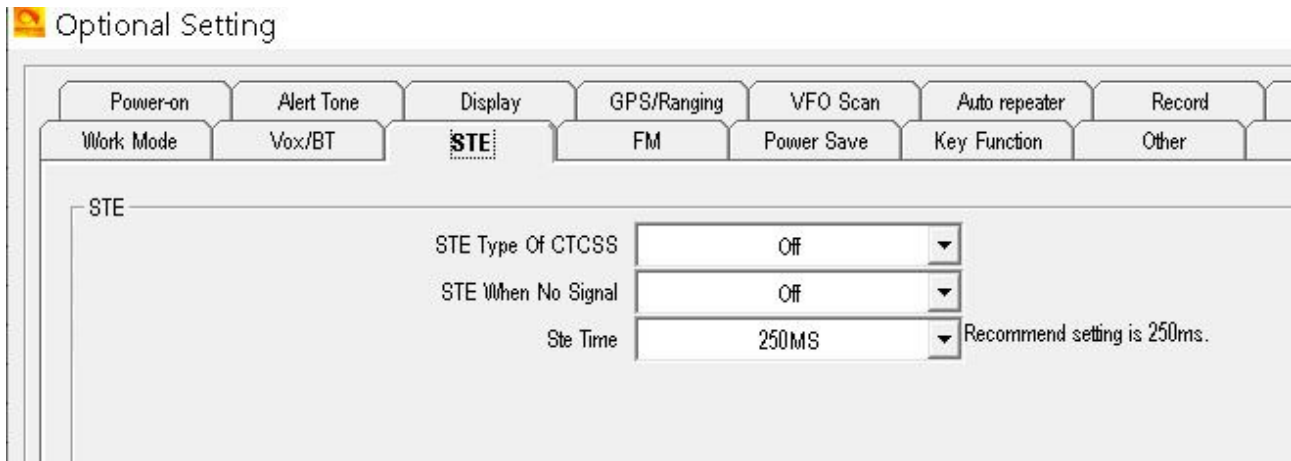 Optional Setting
Power-on Alert Tone Display GPS/Ranging VFO Scan Auto repeater Record
Work Mode Vox/BT STE FM Power Save Key Function Other
STE
STE Type Of CTCSS Off
STE When No Signal Off
Ste Time 250MS Recommend setting is 250ms.